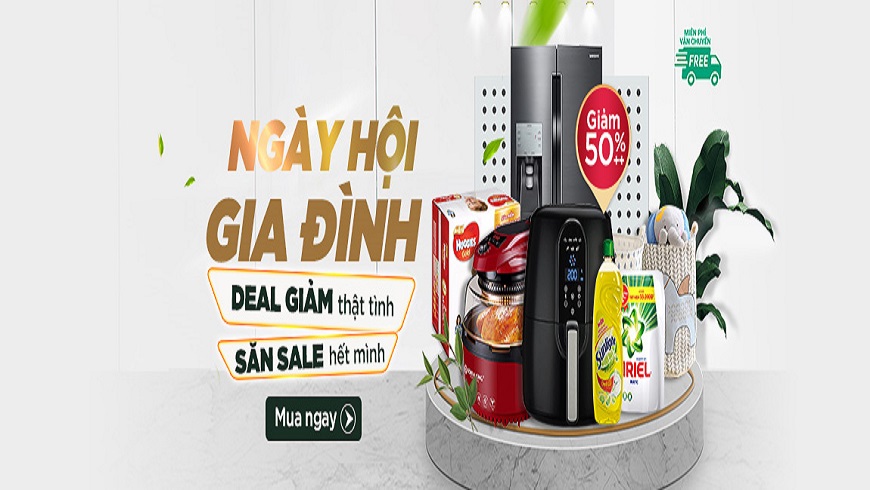 MIỄN PHÍ
VẬN CHUYỂN
FREE
NGÀY HỘI
GIA ĐÌNH
DEAL GIẢM thật tình
SĂN SALE hết mình
Mua ngay
Giảm
50%
++
HUGGIES
200
Sunlight
ARIEL